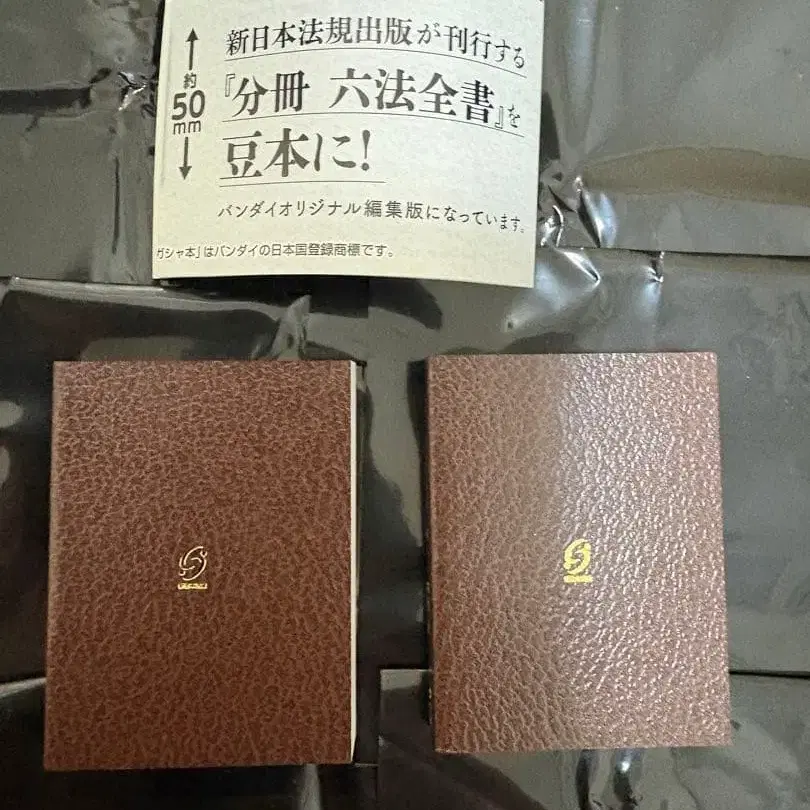 約
50
mm
新日本法規出版が刊行する
『分冊 六法全書』を
豆本に!
バンダイオリジナル編集版になっています。
ガシャ本」はバンダイの日本国登録商標です。